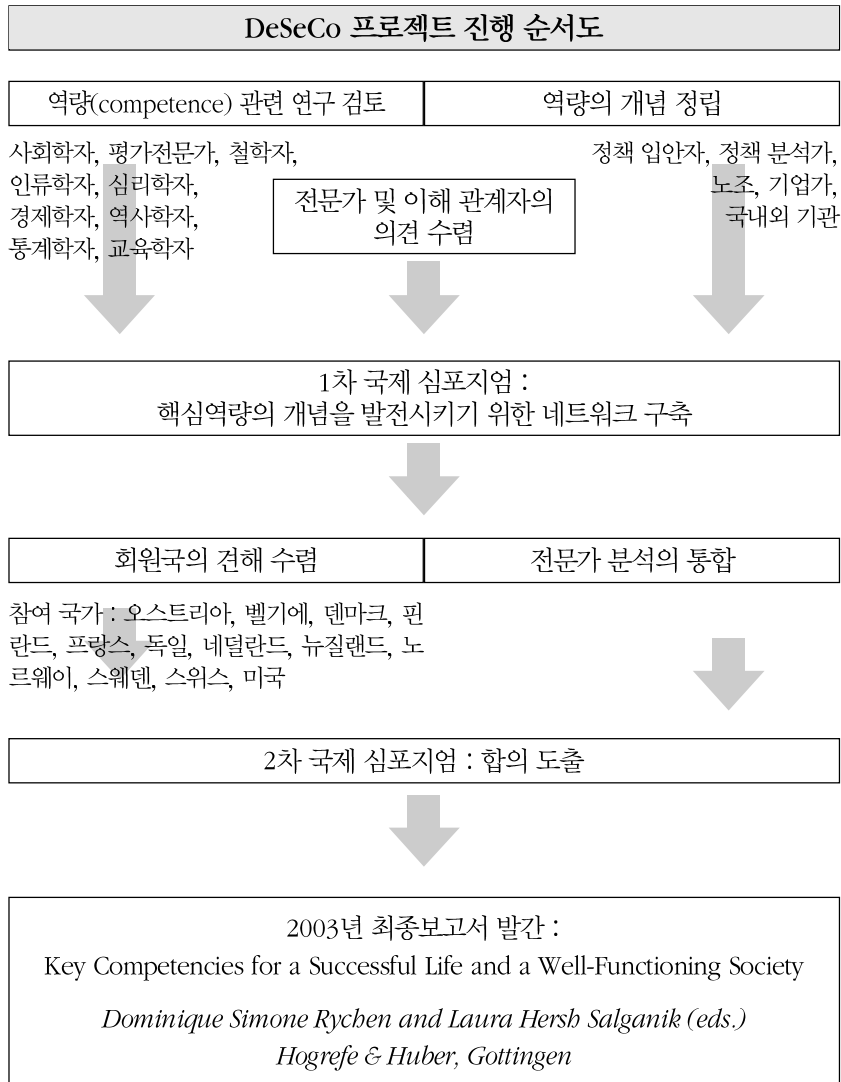 DeSeCo 프로젝트 진행 순서도
역량(competence) 관련 연구 검토
역량의 개념 정립
사회학자, 평가전문가, 철학자,
인류학자, 심리학자,
경제학자, 역사학자,
통계학자, 교육학자
전문가 및 이해 관계자의
의견 수렴
정책 입안자, 정책 분석가,
노조, 기업가,
국내외 기관
1차 국제 심포지엄 :
핵심역량의 개념을 발전시키기 위한 네트워크 구축
회원국의 견해 수렴
전문가 분석의 통합
참여 국가 : 오스트리아, 벨기에, 덴마크, 핀
란드, 프랑스, 독일, 네덜란드, 뉴질랜드, 노
르웨이, 스웨덴, 스위스, 미국
2차 국제 심포지엄 : 합의 도출
2003년 최종보고서 발간 :
Key Competencies for a Successful Life and a Well-Functioning Society
Dominique Simone Rychen and Laura Hersh Salganik (eds.)
Hogrefe & Huber, Gottingen